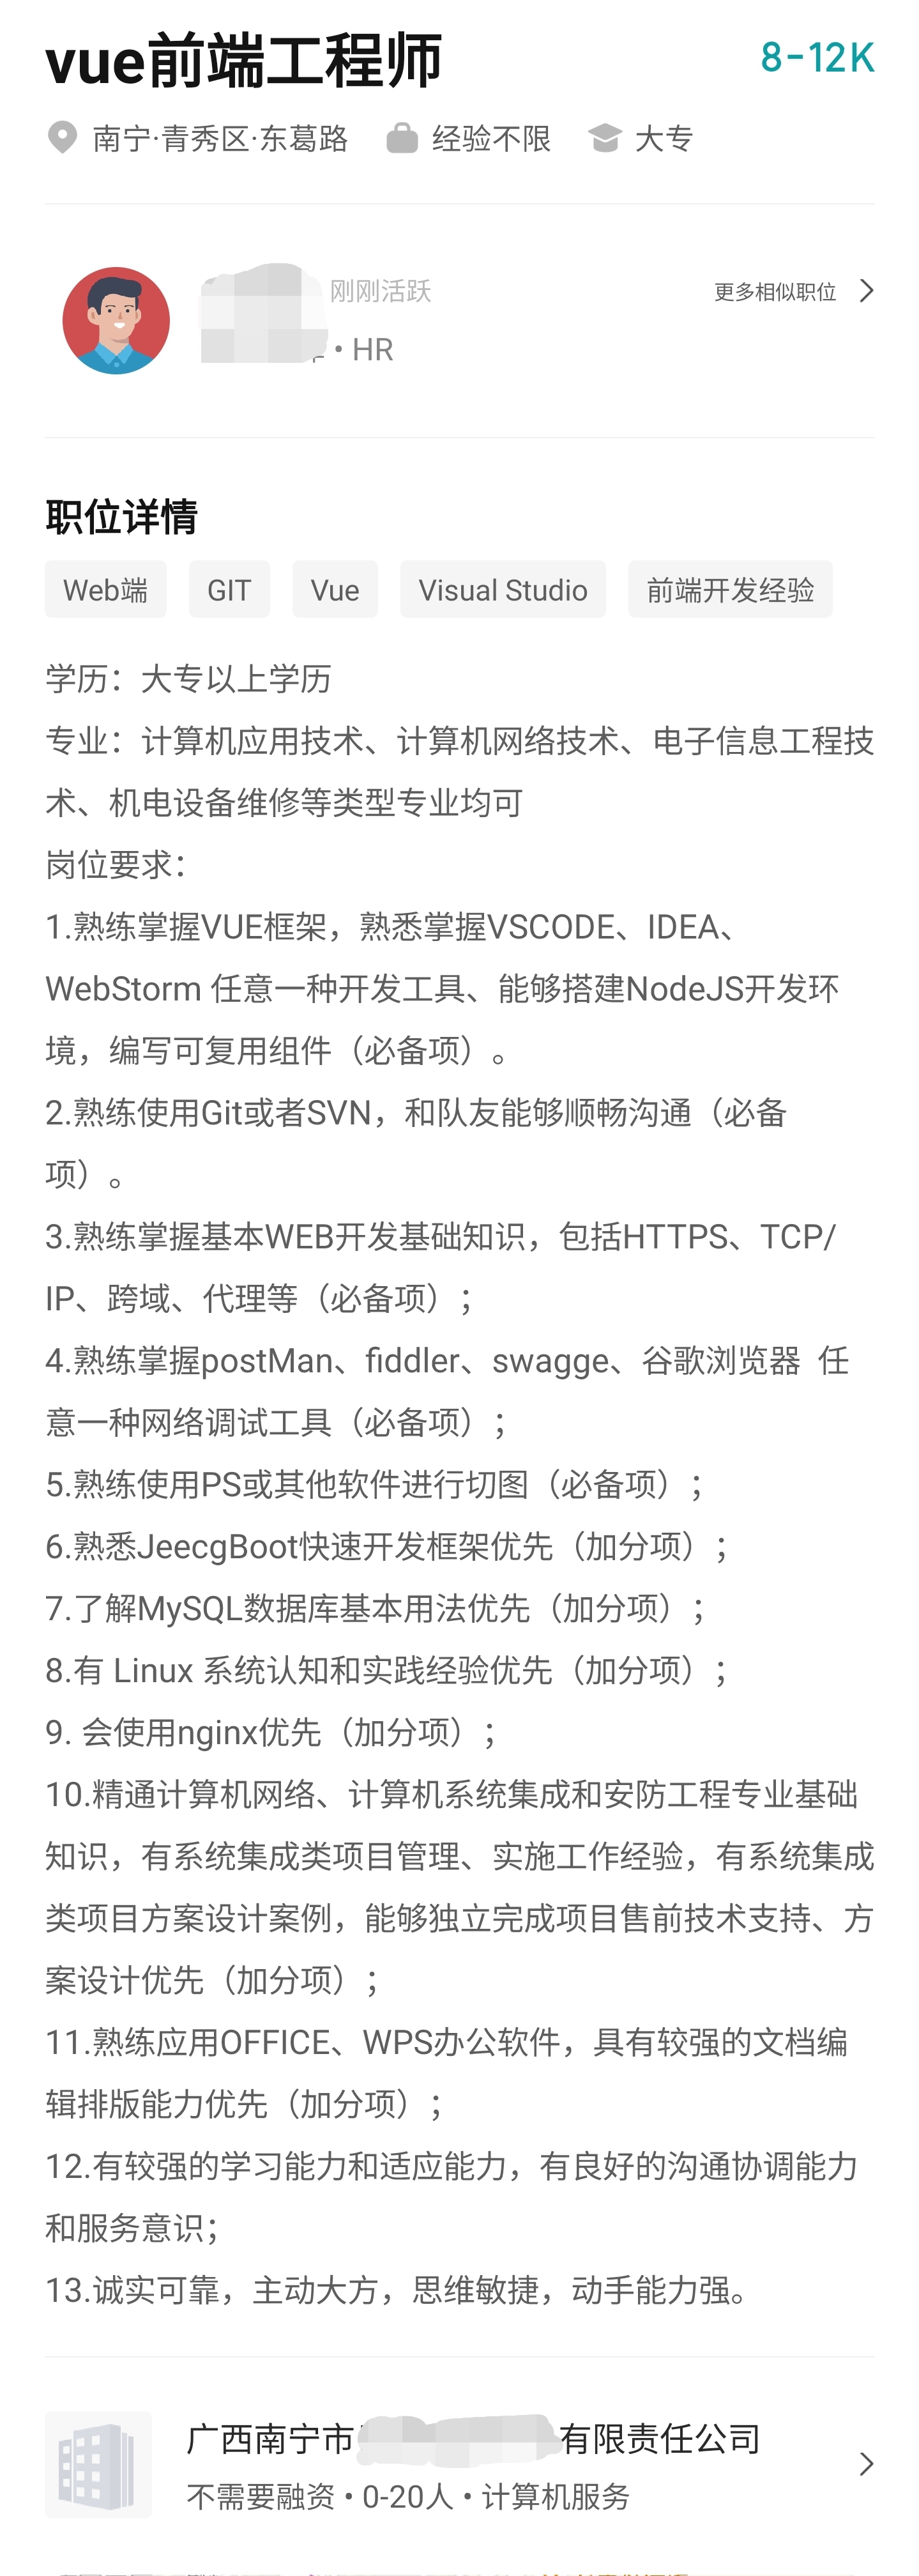 vue前端工程师
8-12K
南宁·青秀区·东葛路 经验不限 大专
刚刚活跃
更多相似职位
• HR
职位详情
Web端 GIT Vue Visual Studio 前端开发经验
学历：大专以上学历
专业：计算机应用技术、计算机网络技术、电子信息工程技
术、机电设备维修等类型专业均可
岗位要求：
1.熟练掌握VUE框架，熟悉掌握VSCODE、IDEA、
WebStorm 任意一种开发工具、能够搭建NodeJS开发环
境，编写可复用组件（必备项）。
2.熟练使用Git或者SVN，和队友能够顺畅沟通（必备
项）。
3.熟练掌握基本WEB开发基础知识，包括HTTPS、TCP/
IP、跨域、代理等（必备项）；
4.熟练掌握postMan、fiddler、swagge、谷歌浏览器 任
意一种网络调试工具（必备项）；
5.熟练使用PS或其他软件进行切图（必备项）；
6.熟悉JeecgBoot快速开发框架优先（加分项）；
7.了解MySQL数据库基本用法优先（加分项）；
8.有 Linux 系统认知和实践经验优先（加分项）；
9. 会使用nginx优先（加分项）；
10.精通计算机网络、计算机系统集成和安防工程专业基础
知识，有系统集成类项目管理、实施工作经验，有系统集成
类项目方案设计案例，能够独立完成项目售前技术支持、方
案设计优先（加分项）；
11.熟练应用OFFICE、WPS办公软件，具有较强的文档编
辑排版能力优先（加分项）；
12.有较强的学习能力和适应能力，有良好的沟通协调能力
和服务意识；
13.诚实可靠，主动大方，思维敏捷，动手能力强。
广西南宁市 有限责任公司
不需要融资 • 0-20人 • 计算机服务